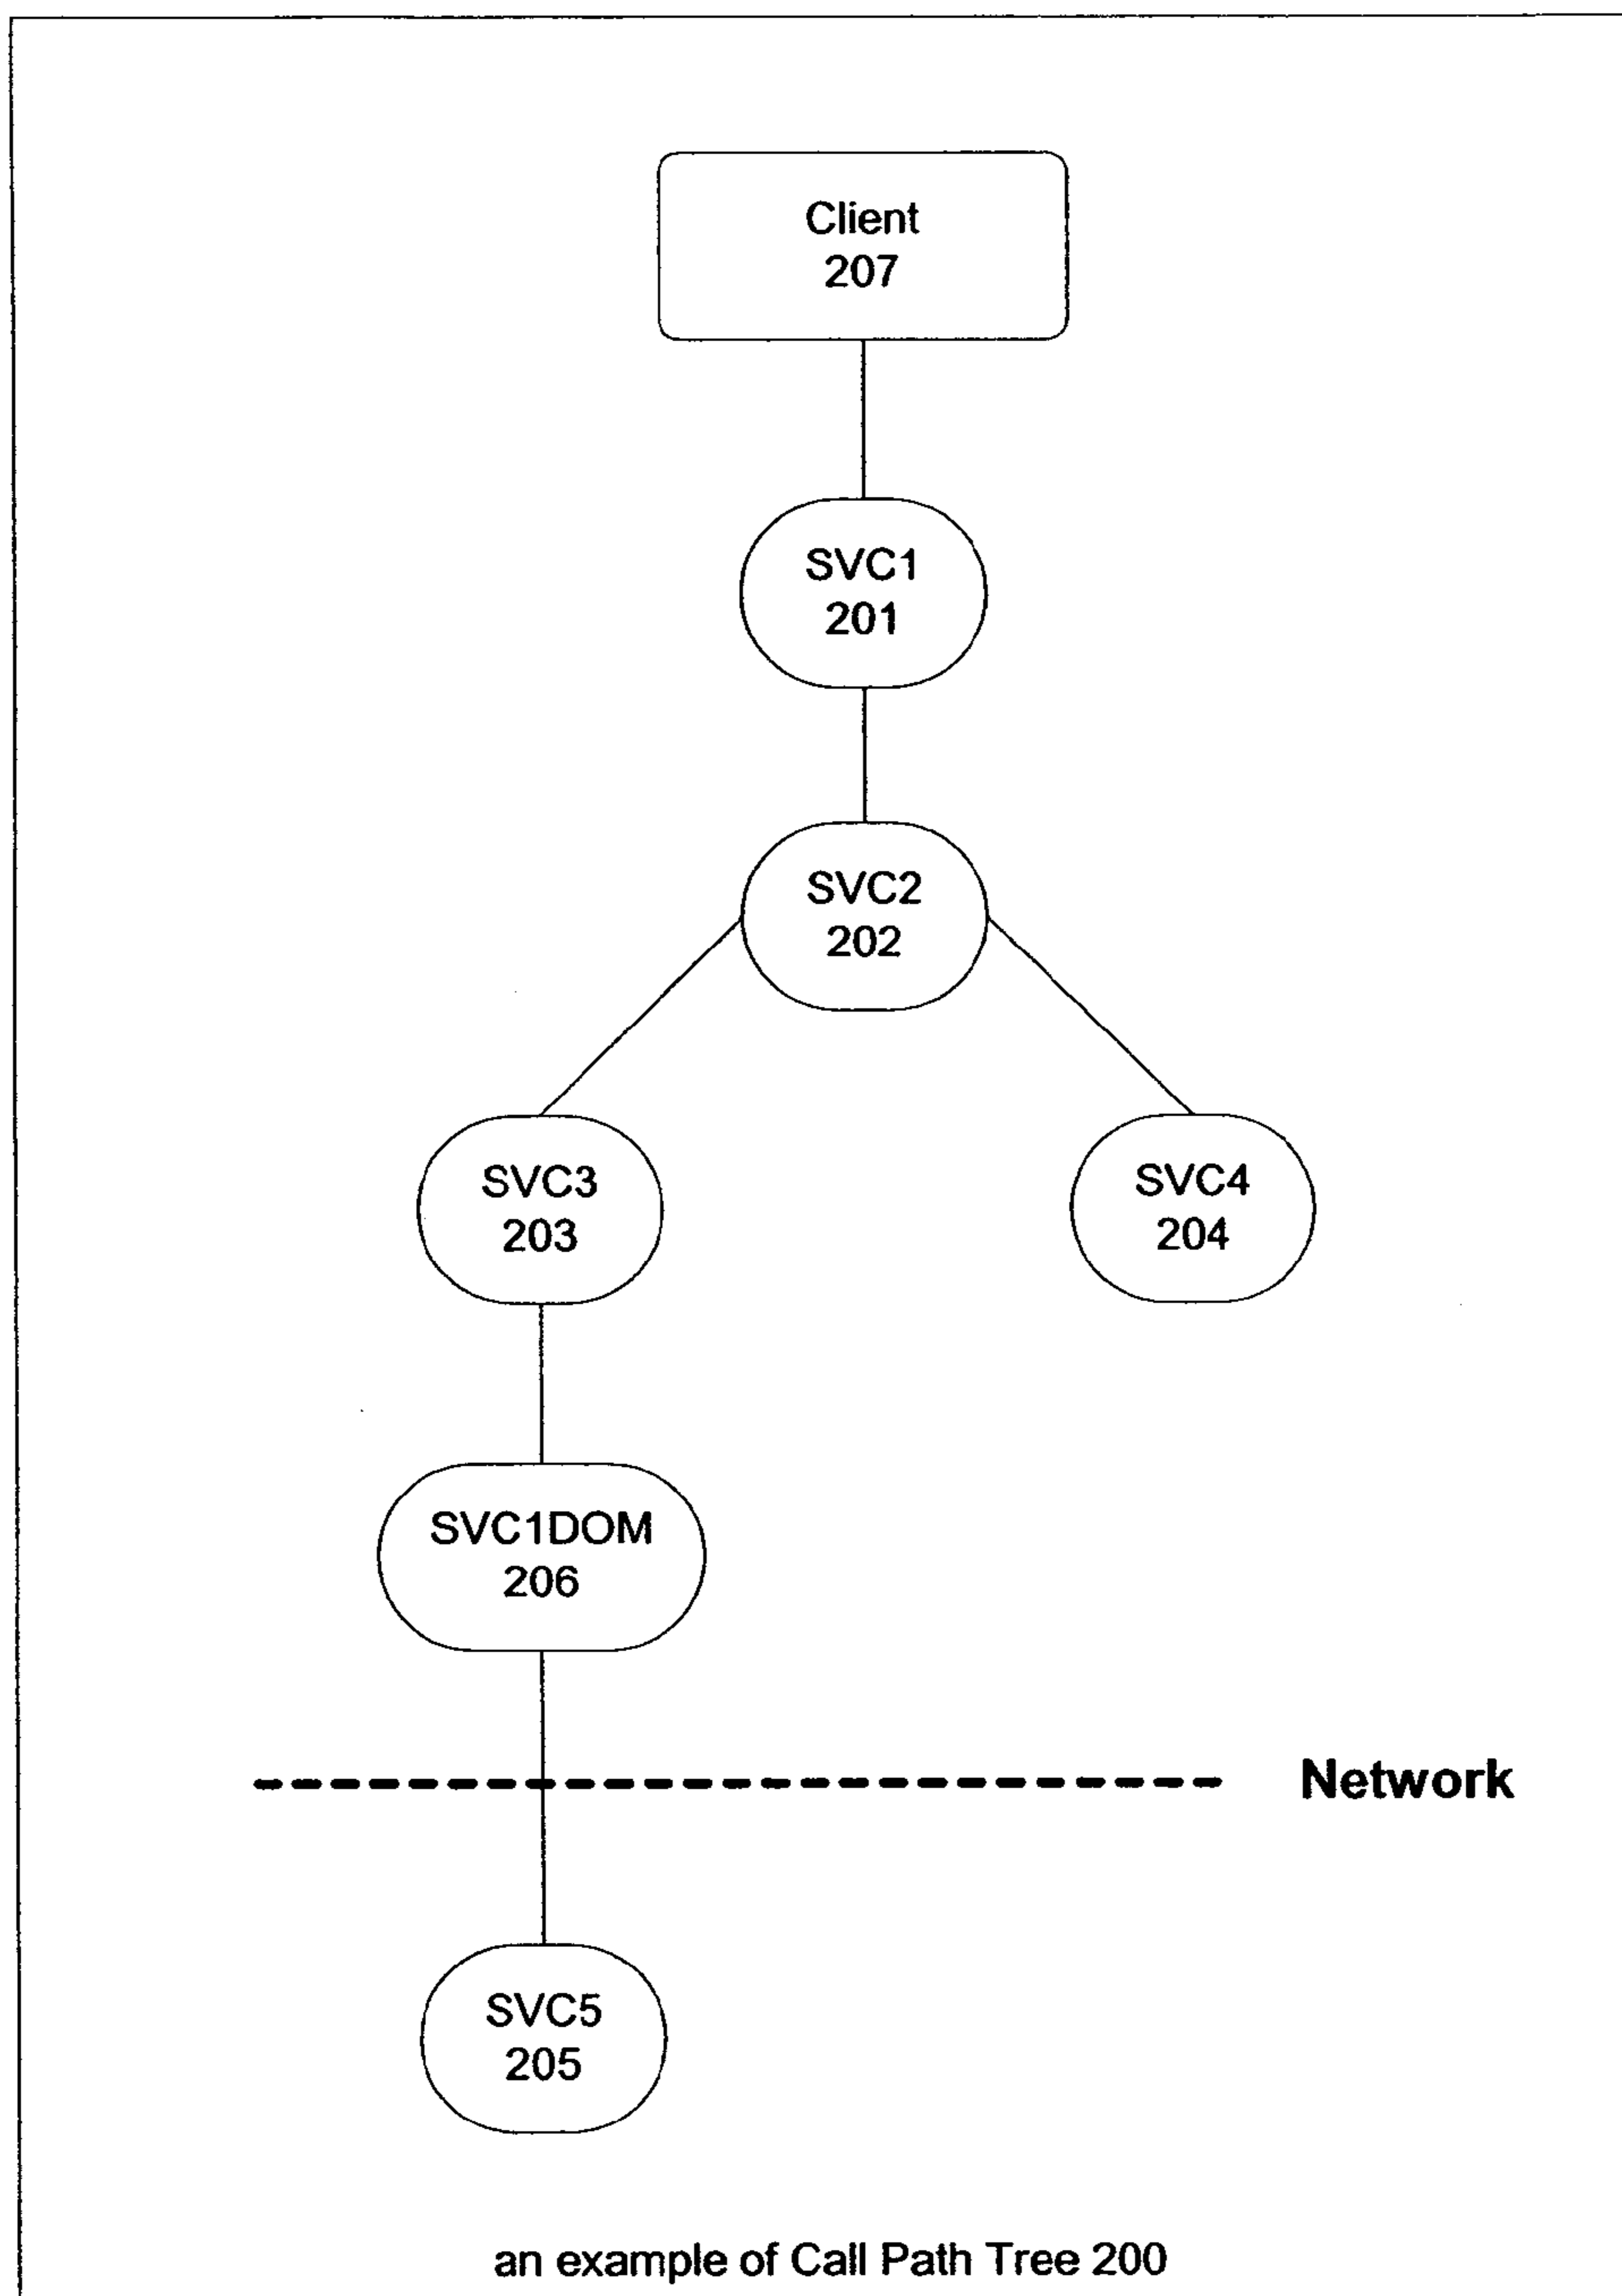 Client
207
SVC1
201
SVC2
202
SVC3
203
SVC4
204
SVC1DOM
206
Network
SVC5
205
an example of Call Path Tree 200